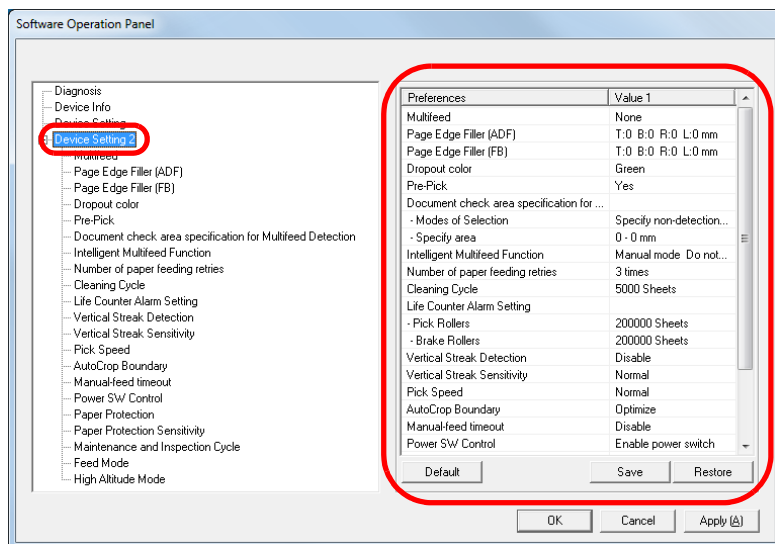 Software Operation Panel
Diagnosis
Device Info
Device Setting
Device Setting 2
Multifeed
Page Edge Filler (ADF)
Page Edge Filler (FB)
Dropout color
Pre-Pick
Document check area specification for Multifeed Detection
Intelligent Multifeed Function
Number of paper feeding retries
Cleaning Cycle
Life Counter Alarm Setting
Vertical Streak Detection
Vertical Streak Sensitivity
Pick Speed
AutoCrop Boundary
Manual-feed timeout
Power SW Control
Paper Protection
Paper Protection Sensitivity
Maintenance and Inspection Cycle
Feed Mode
High Altitude Mode
Preferences Value 1
Multifeed None
Page Edge Filler (ADF) T:0 B:0 R:0 L:0 mm
Page Edge Filler (FB) T:0 B:0 R:0 L:0 mm
Dropout color Green
Pre-Pick Yes
Document check area specification for ...
- Modes of Selection Specify non-detection...
- Specify area 0 - 0 mm
Intelligent Multifeed Function Manual mode Do not...
Number of paper feeding retries 3 times
Cleaning Cycle 5000 Sheets
Life Counter Alarm Setting
- Pick Rollers 200000 Sheets
- Brake Rollers 200000 Sheets
Vertical Streak Detection Disable
Vertical Streak Sensitivity Normal
Pick Speed Normal
AutoCrop Boundary Optimize
Manual-feed timeout Disable
Power SW Control Enable power switch
Default Save Restore
OK Cancel Apply (A)